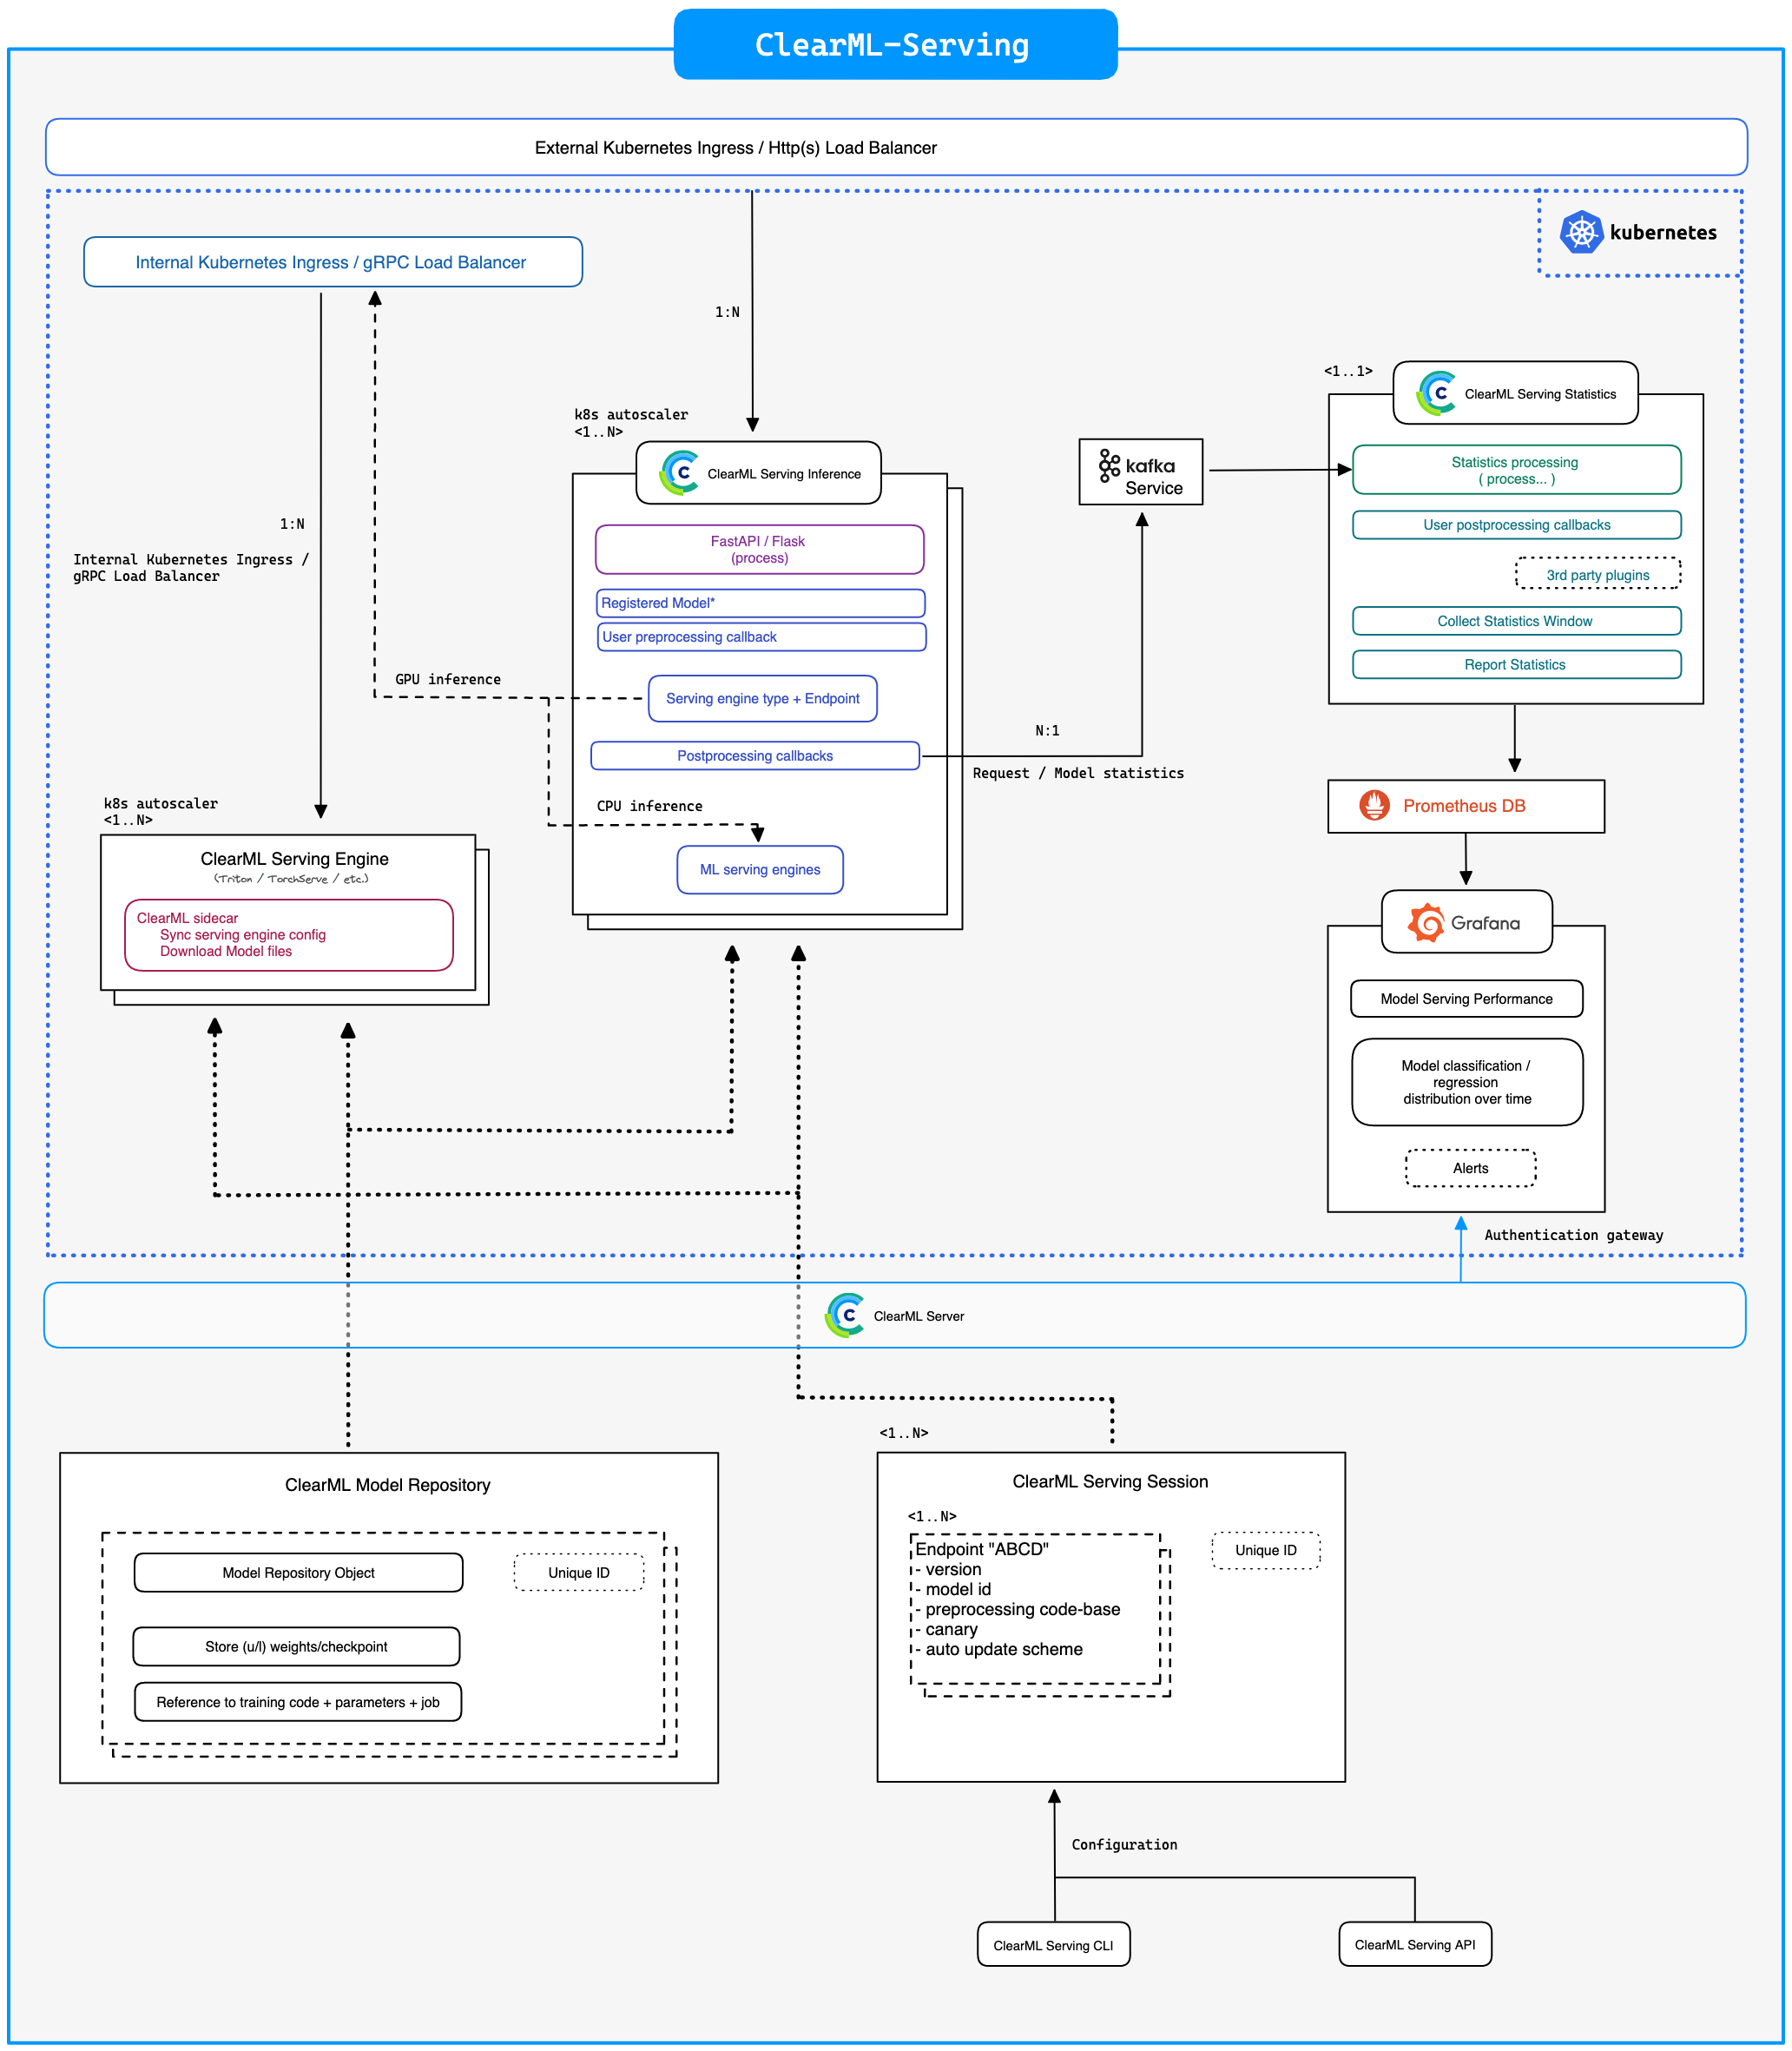 ClearML-Serving
External Kubernetes Ingress / Http(s) Load Balancer
kubernetes
Internal Kubernetes Ingress / gRPC Load Balancer
1:N
<1..1>
ClearML Serving Statistics
k8s autoscaler
<1..N>
ClearML Serving Inference
kafka
Service
Statistics processing
( process... )
User postprocessing callbacks
3rd party plugins
Collect Statistics Window
Report Statistics
1:N
Internal Kubernetes Ingress /
gRPC Load Balancer
FastAPI / Flask
(process)
Registered Model*
User preprocessing callback
GPU inference
Serving engine type + Endpoint
Postprocessing callbacks
N:1
Request / Model statistics
CPU inference
ML serving engines
Prometheus DB
k8s autoscaler
<1..N>
ClearML Serving Engine
(Triton / TorchServe / etc.)
ClearML sidecar
Sync serving engine config
Download Model files
Grafana
Model Serving Performance
Model classification /
regression
distribution over time
Alerts
Authentication gateway
ClearML Server
ClearML Model Repository
Model Repository Object
Unique ID
Store (u/l) weights/checkpoint
Reference to training code + parameters + job
<1..N>
ClearML Serving Session
<1..N>
Endpoint "ABCD"
- version
- model id
- preprocessing code-base
- canary
- auto update scheme
Unique ID
Configuration
ClearML Serving CLI
ClearML Serving API